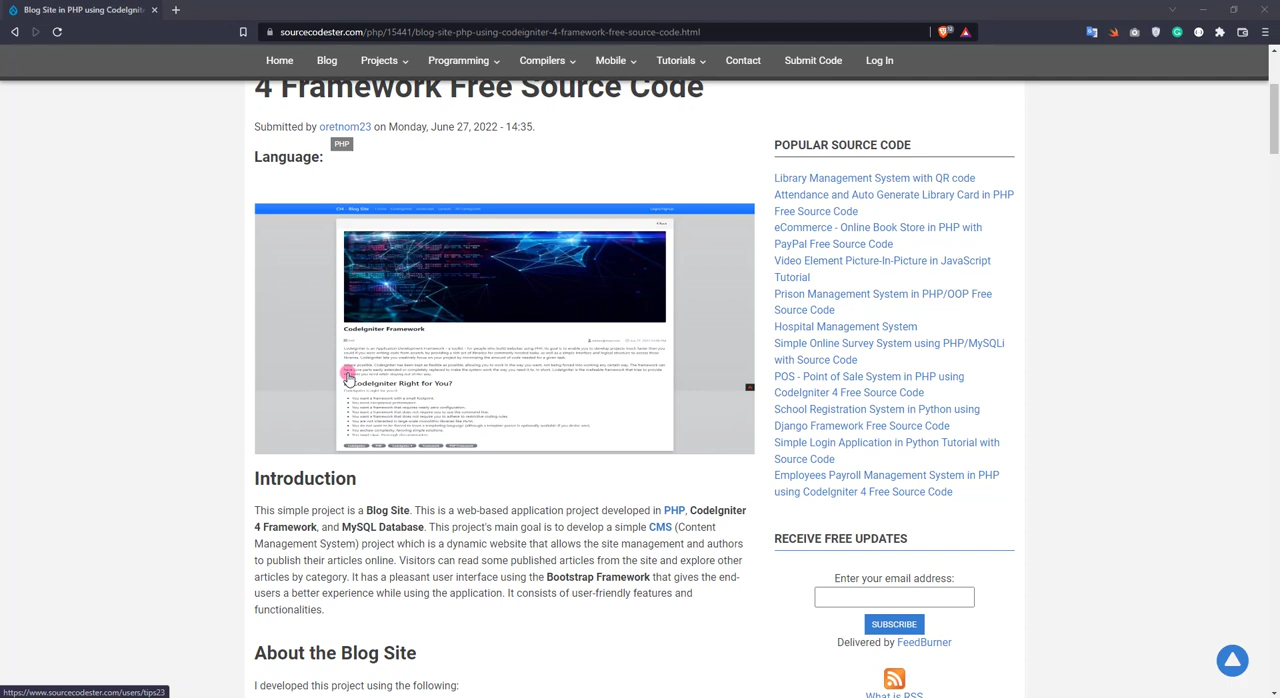 Blog Site in PHP using CodeIgnit
sourcecodester.com/php/15441/blog-site-php-using-codeigniter-4-framework-free-source-code.html
Home Blog Projects Programming Compilers Mobile Tutorials Contact Submit Code Log In
4 Framework Free Source Code
Submitted by oretnom23 on Monday, June 27, 2022 - 14:35.
Language: PHP
CodeIgniter Framework
CodeIgniter Right for You?
Introduction
This simple project is a Blog Site. This is a web-based application project developed in PHP, CodeIgniter
4 Framework, and MySQL Database. This project's main goal is to develop a simple CMS (Content
Management System) project which is a dynamic website that allows the site management and authors
to publish their articles online. Visitors can read some published articles from the site and explore other
articles by category. It has a pleasant user interface using the Bootstrap Framework that gives the end-
users a better experience while using the application. It consists of user-friendly features and
functionalities.
About the Blog Site
I developed this project using the following:
POPULAR SOURCE CODE
Library Management System with QR code
Attendance and Auto Generate Library Card in PHP
Free Source Code
eCommerce - Online Book Store in PHP with
PayPal Free Source Code
Video Element Picture-In-Picture in JavaScript
Tutorial
Prison Management System in PHP/OOP Free
Source Code
Hospital Management System
Simple Online Survey System using PHP/MySQLi
with Source Code
POS - Point of Sale System in PHP using
CodeIgniter 4 Free Source Code
School Registration System in Python using
Django Framework Free Source Code
Simple Login Application in Python Tutorial with
Source Code
Employees Payroll Management System in PHP
using CodeIgniter 4 Free Source Code
RECEIVE FREE UPDATES
Enter your email address:
SUBSCRIBE
Delivered by FeedBurner
What is RSS
https://www.sourcecodester.com/users/tips23